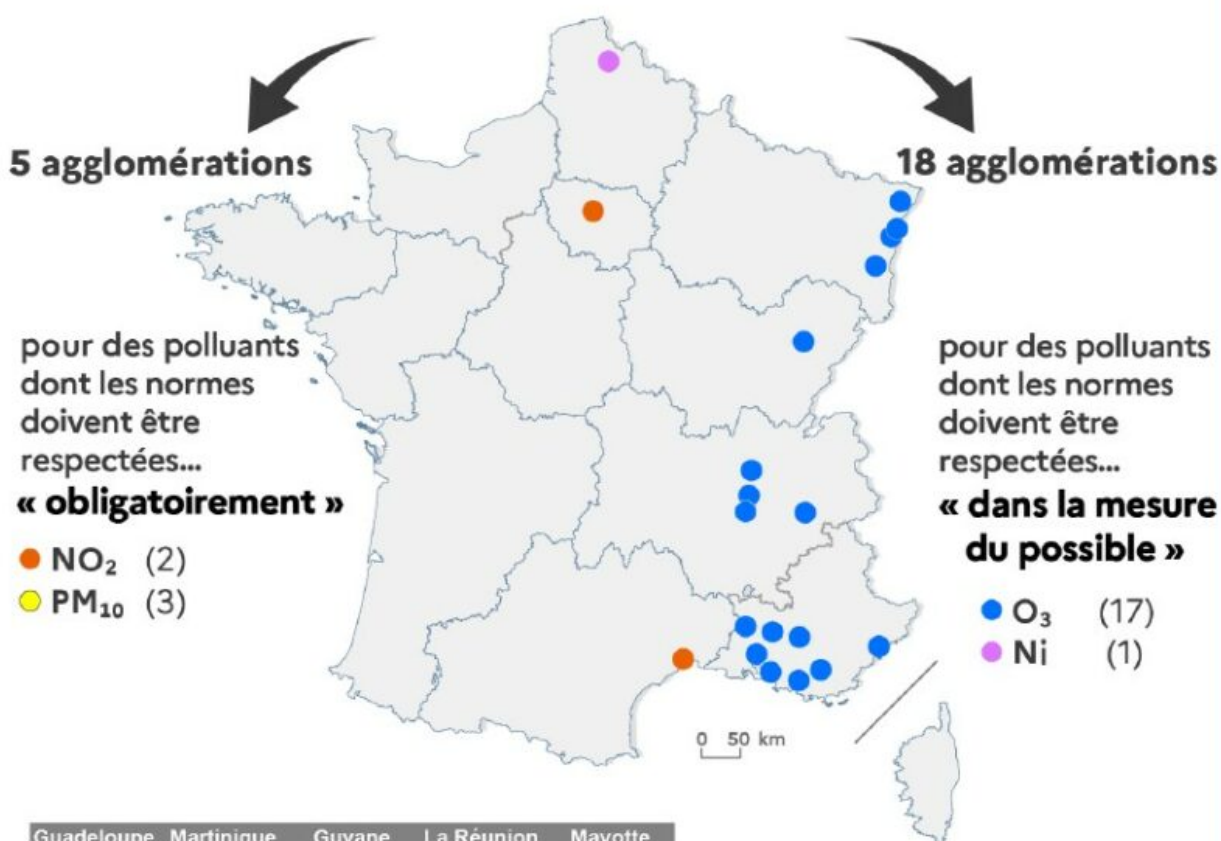 5 agglomérations
18 agglomérations
pour des polluants
dont les normes
doivent être
respectées...
« obligatoirement »
NO₂ (2)
PM₁₀ (3)
pour des polluants
dont les normes
doivent être
respectées...
« dans la mesure
du possible »
O₃ (17)
Ni (1)
0 50 km
Guadeloupe Martinique Guyane La Réunion Mayotte